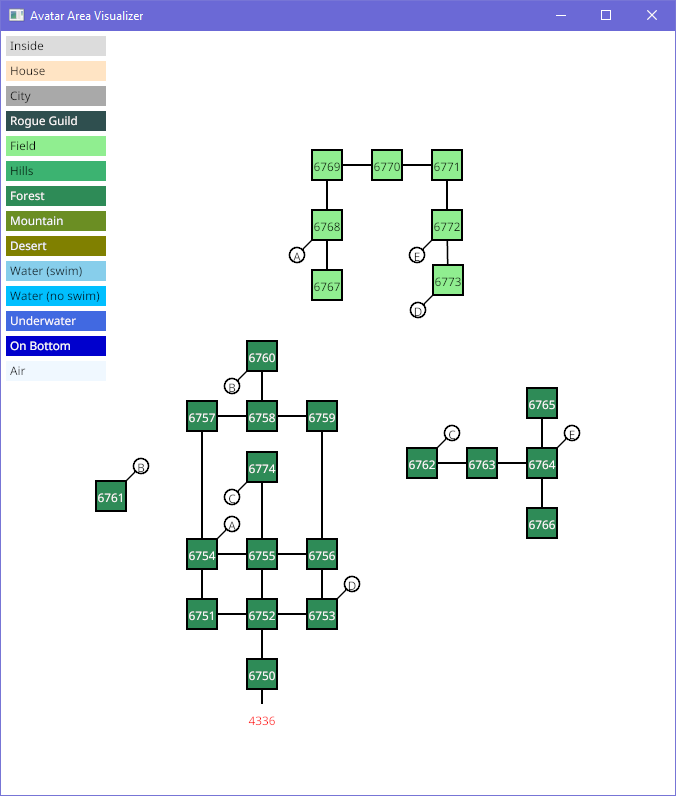 Avatar Area Visualizer
Inside
House
City
Rogue Guild
Field
Hills
Forest
Mountain
Desert
Water (swim)
Water (no swim)
Underwater
On Bottom
Air
6769 6770 6771
6768 6772
A E
6767 6773
D
6760
B
6757 6758 6759
6765
C E
6762 6763 6764
B
6774
6761
C
6766
A
6754 6755 6756
D
6751 6752 6753
6750
4336